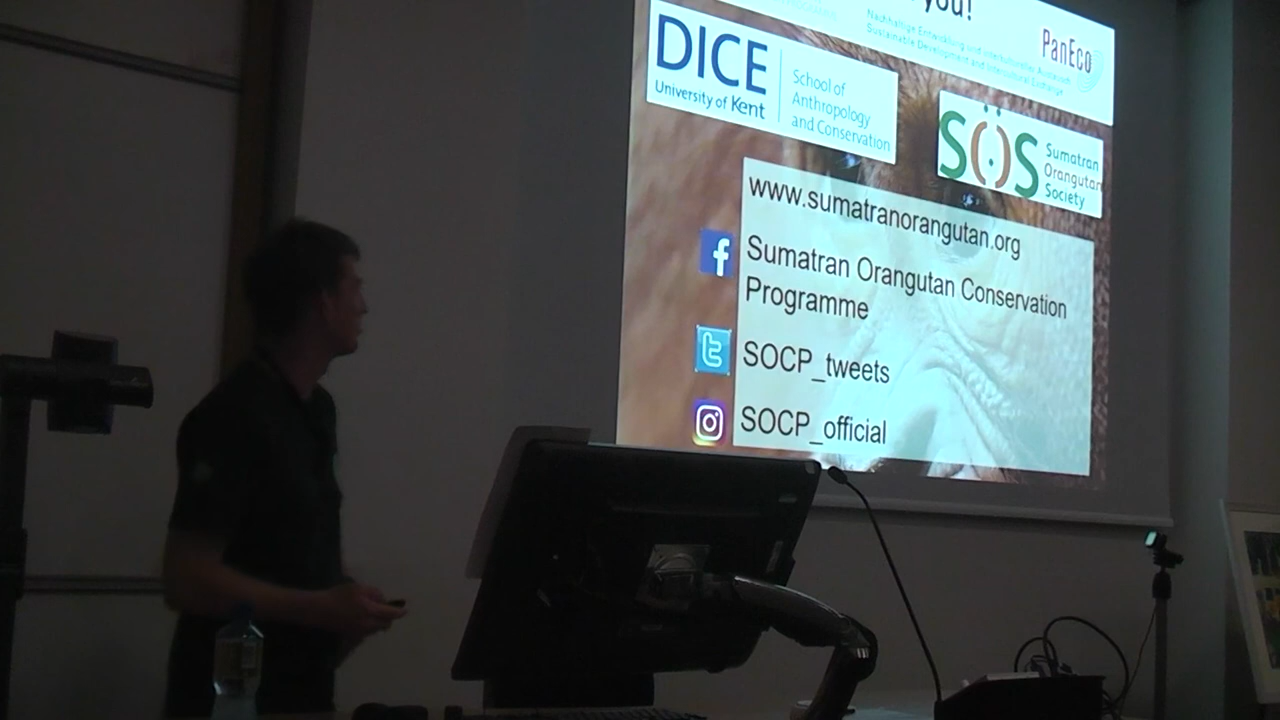 you!
Nachhaltige Entwicklung und interkultureller Austausch
Sustainable Development and Intercultural Exchange
PanEco
DICE
University of Kent
School of
Anthropology
and Conservation
SÖS
Sumatran
Orangutan
Society
www.sumatranorangutan.org
Sumatran Orangutan Conservation
Programme
SOCP_tweets
SOCP_official